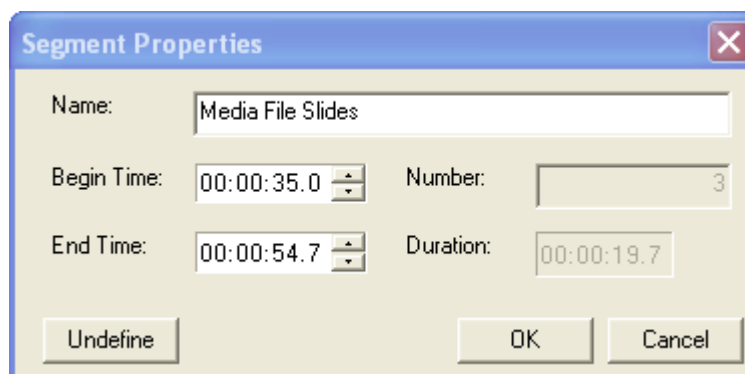 Segment Properties
Name: Media File Slides
Begin Time: 00:00:35.0 Number: 3
End Time: 00:00:54.7 Duration: 00:00:19.7
Undefine OK Cancel